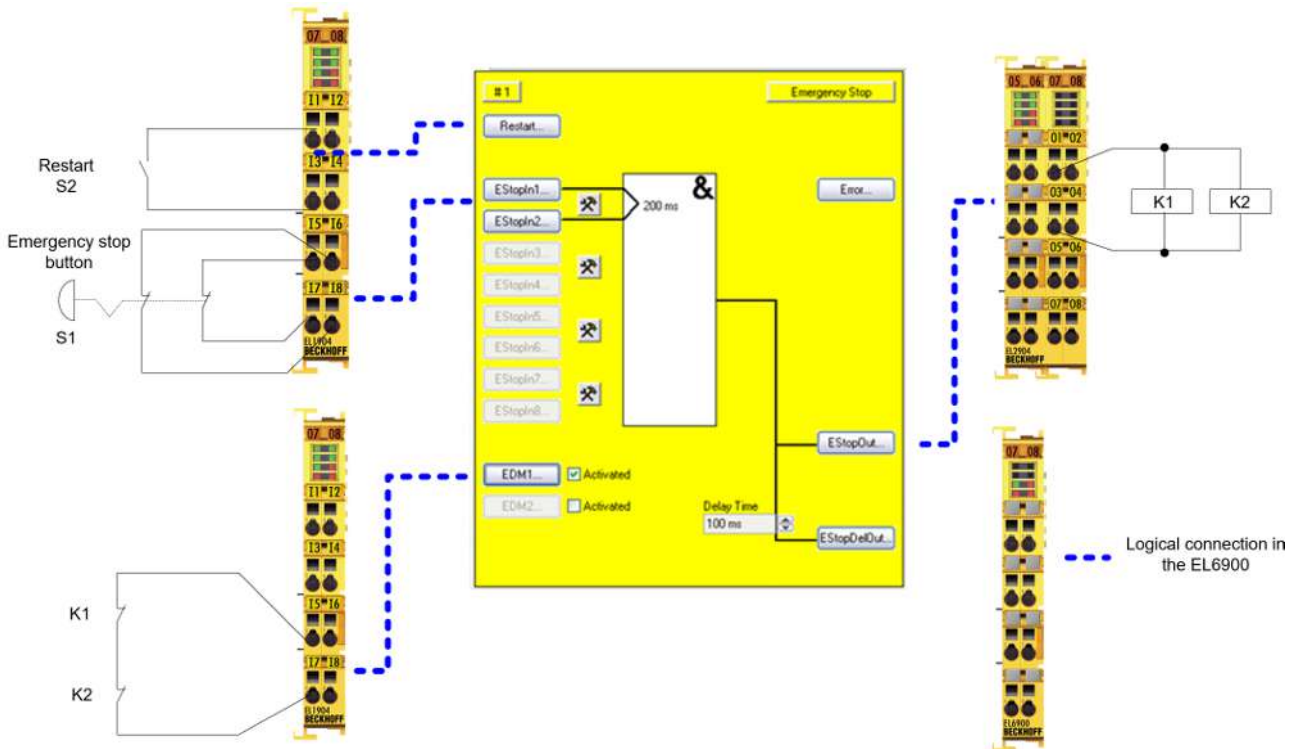 07_08
I1 I2
I3 I4
I5 I6
I7 I8
EL1904
BECKHOFF
Restart
S2
Emergency stop
button
S1
07_08
I1 I2
I3 I4
I5 I6
I7 I8
EL1904
BECKHOFF
K1
K2
#1
Emergency Stop
Restart...
EStopIn1...
EStopIn2...
EStopIn3...
EStopIn4...
EStopIn5...
EStopIn6...
EStopIn7...
EStopIn8...
&
200 ms
Error...
EStopOut...
EDM1...
Activated
EDM2...
Activated
Delay Time
100 ms
EStopDelOut...
05_06 07_08
01 02
03 04
05 06
07 08
EL2904
BECKHOFF
K1
K2
07_08
EL6900
BECKHOFF
Logical connection in
the EL6900